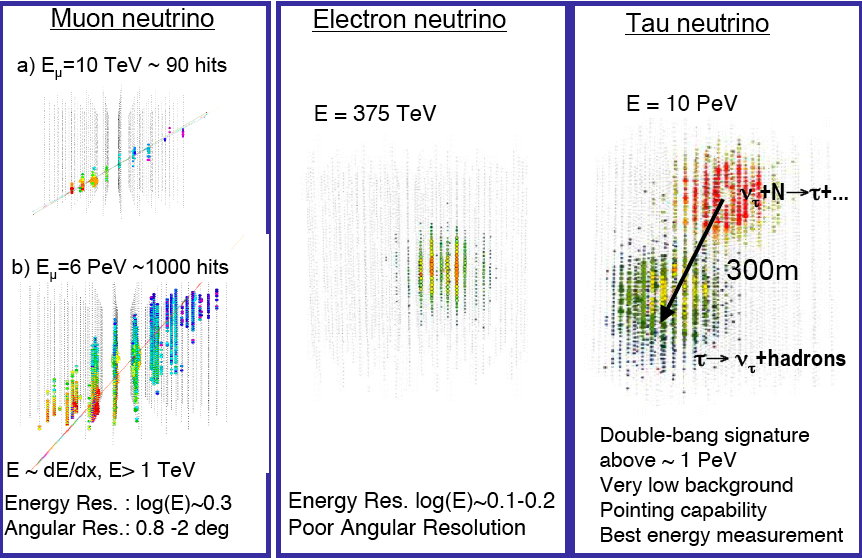 Muon neutrino
a) Eμ=10 TeV ~ 90 hits
b) Eμ=6 PeV ~1000 hits
E ~ dE/dx, E> 1 TeV
Energy Res. : log(E)~0.3
Angular Res.: 0.8 -2 deg
Electron neutrino
E = 375 TeV
Energy Res. log(E)~0.1-0.2
Poor Angular Resolution
Tau neutrino
E = 10 PeV
ντ+N→τ+...
300m
τ→ ντ+hadrons
Double-bang signature
above ~ 1 PeV
Very low background
Pointing capability
Best energy measurement